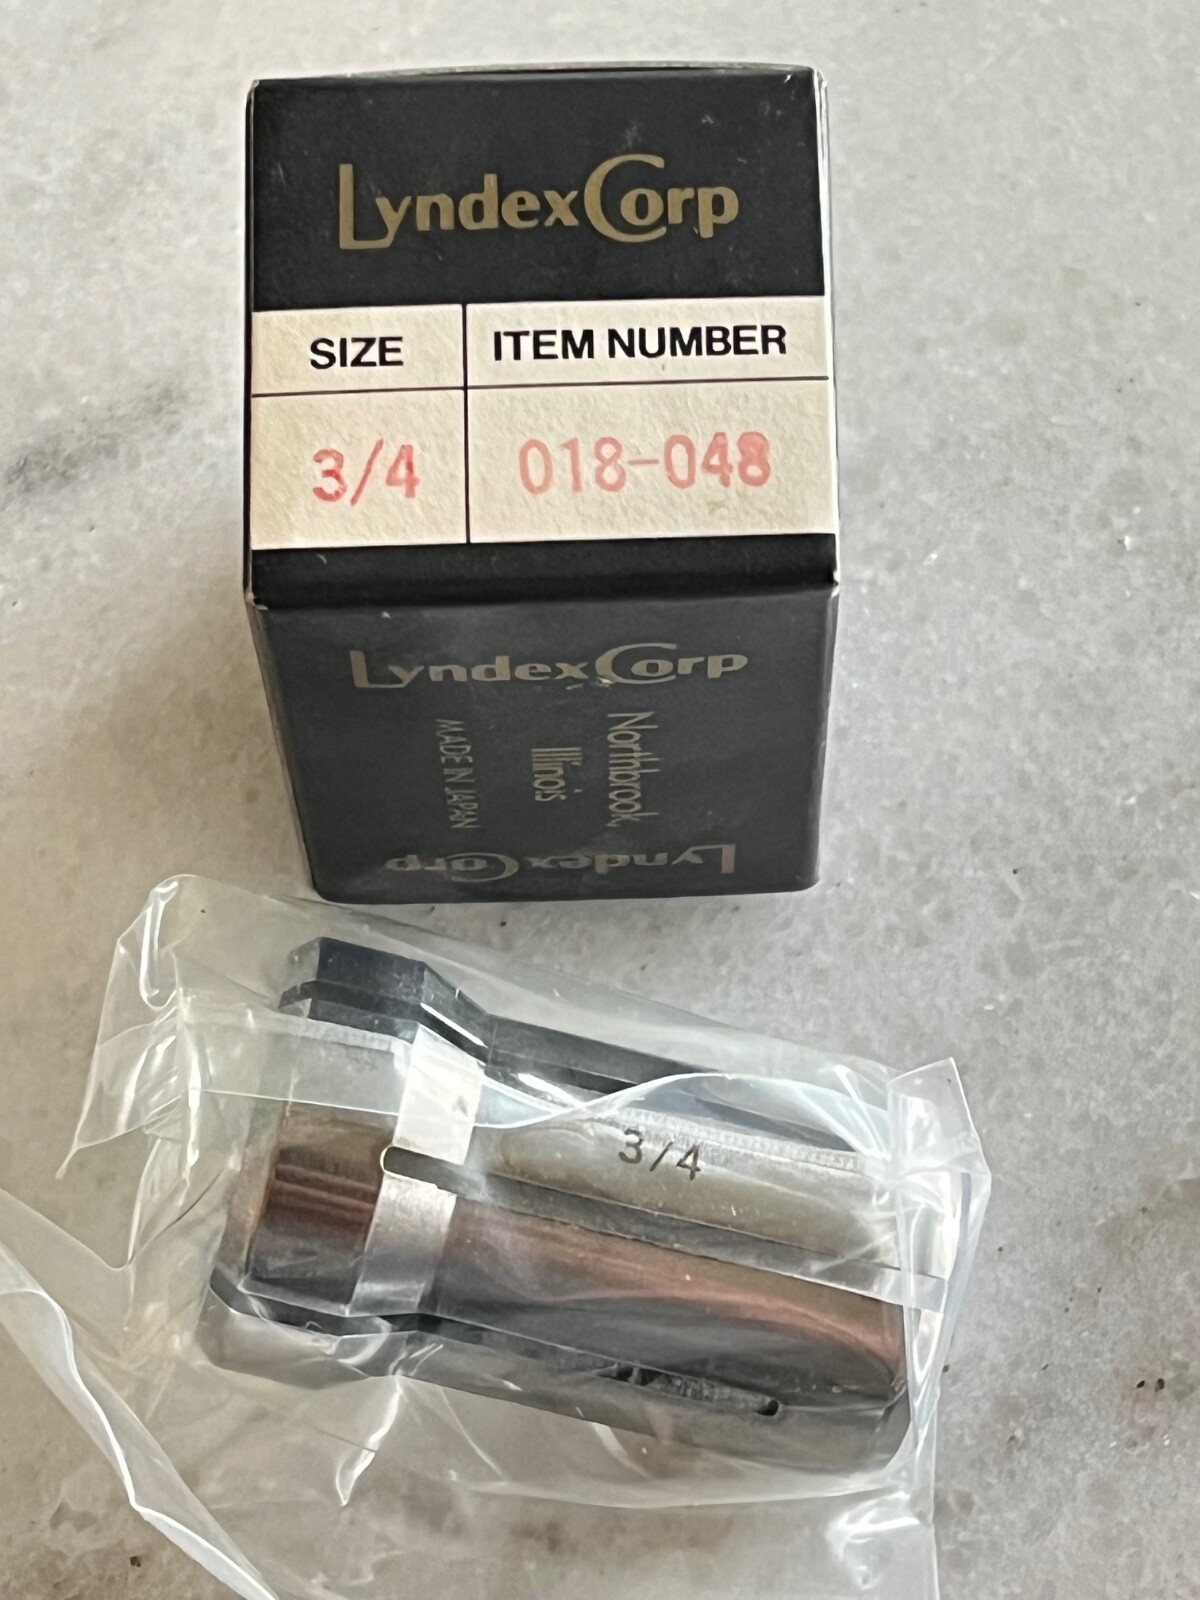 LyndexCorp
SIZE ITEM NUMBER
3/4 018-048
LyndexCorp
Northbrook,
Illinois
MADE IN JAPAN
LyndexCorp
3/4